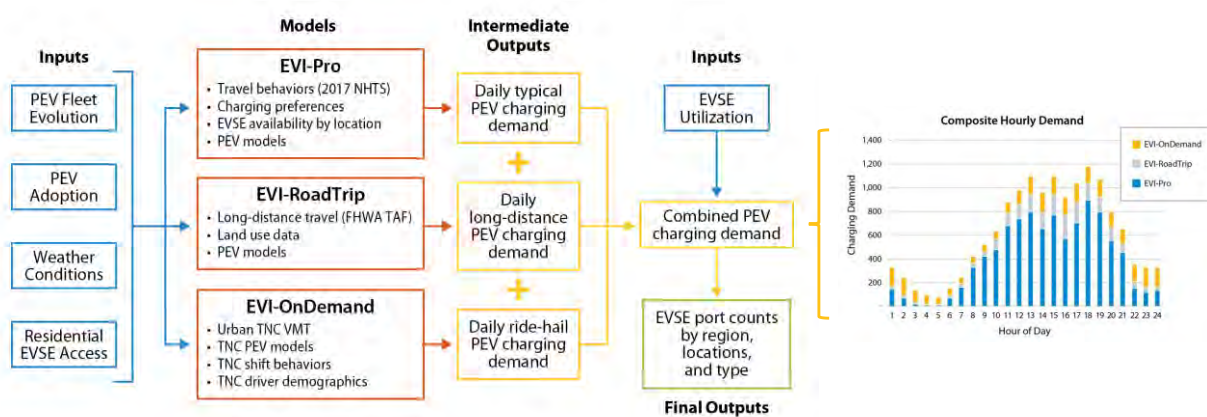 Inputs
PEV Fleet
Evolution
PEV
Adoption
Weather
Conditions
Residential
EVSE Access
Models
EVI-Pro
• Travel behaviors (2017 NHTS)
• Charging preferences
• EVSE availability by location
• PEV models
EVI-RoadTrip
• Long-distance travel (FHWA TAF)
• Land use data
• PEV models
EVI-OnDemand
• Urban TNC VMT
• TNC PEV models
• TNC shift behaviors
• TNC driver demographics
Intermediate
Outputs
Daily typical
PEV charging
demand
+
Daily
long-distance
PEV charging
demand
+
Daily ride-hail
PEV charging
demand
Inputs
EVSE
Utilization
Combined PEV
charging demand
EVSE port counts
by region,
locations,
and type
Final Outputs
Composite Hourly Demand
EVI-OnDemand
EVI-RoadTrip
EVI-Pro
Charging Demand
1,400
1,200
1,000
800
600
400
200
-
1 2 3 4 5 6 7 8 9 10 11 12 13 14 15 16 17 18 19 20 21 22 23 24
Hour of Day